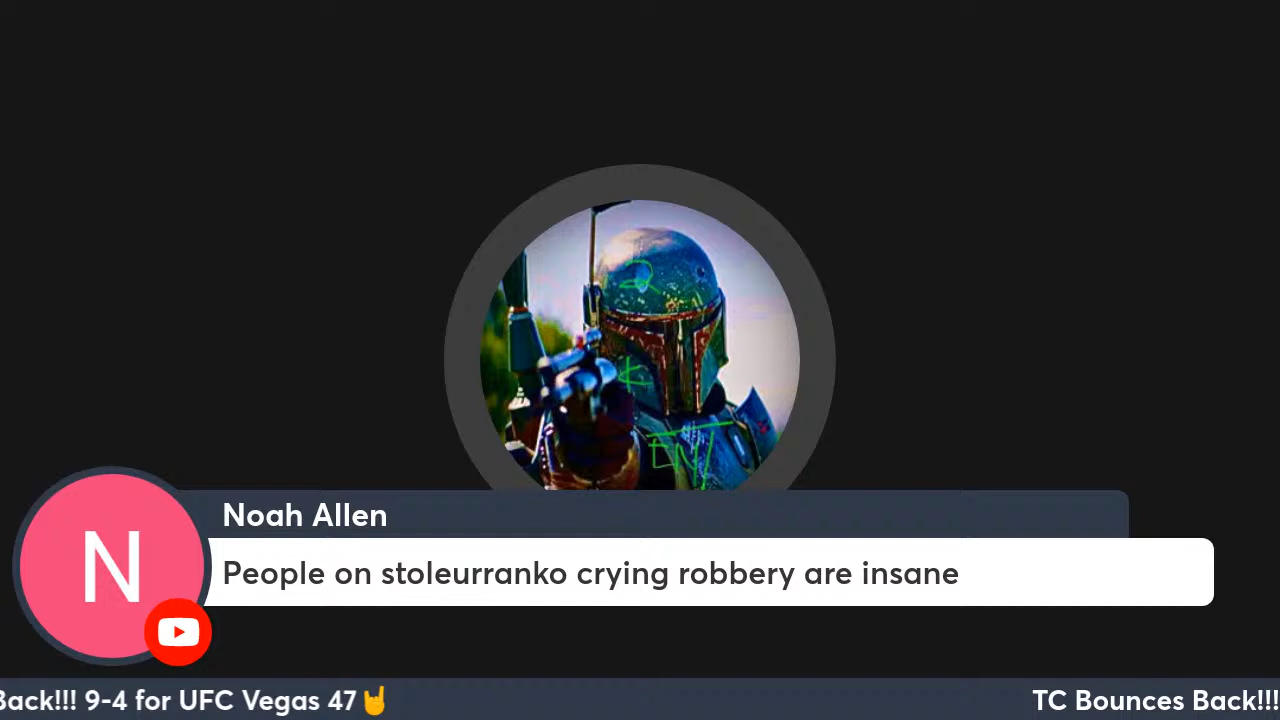 N
Noah Allen
People on stoleurranko crying robbery are insane
Back!!! 9-4 for UFC Vegas 47🤘 TC Bounces Back!!!